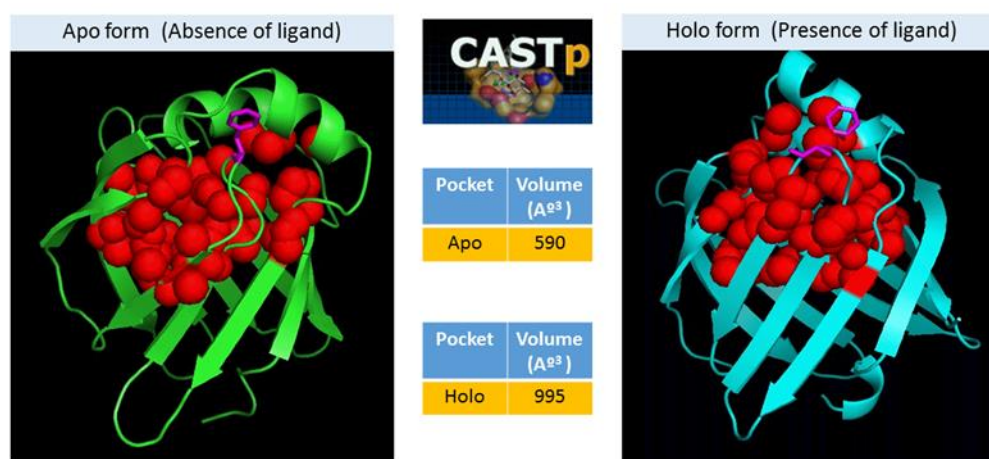 Apo form (Absence of ligand)
CASTp
Holo form (Presence of ligand)
Pocket Volume
(Aº³)
Apo 590
Pocket Volume
(Aº³)
Holo 995